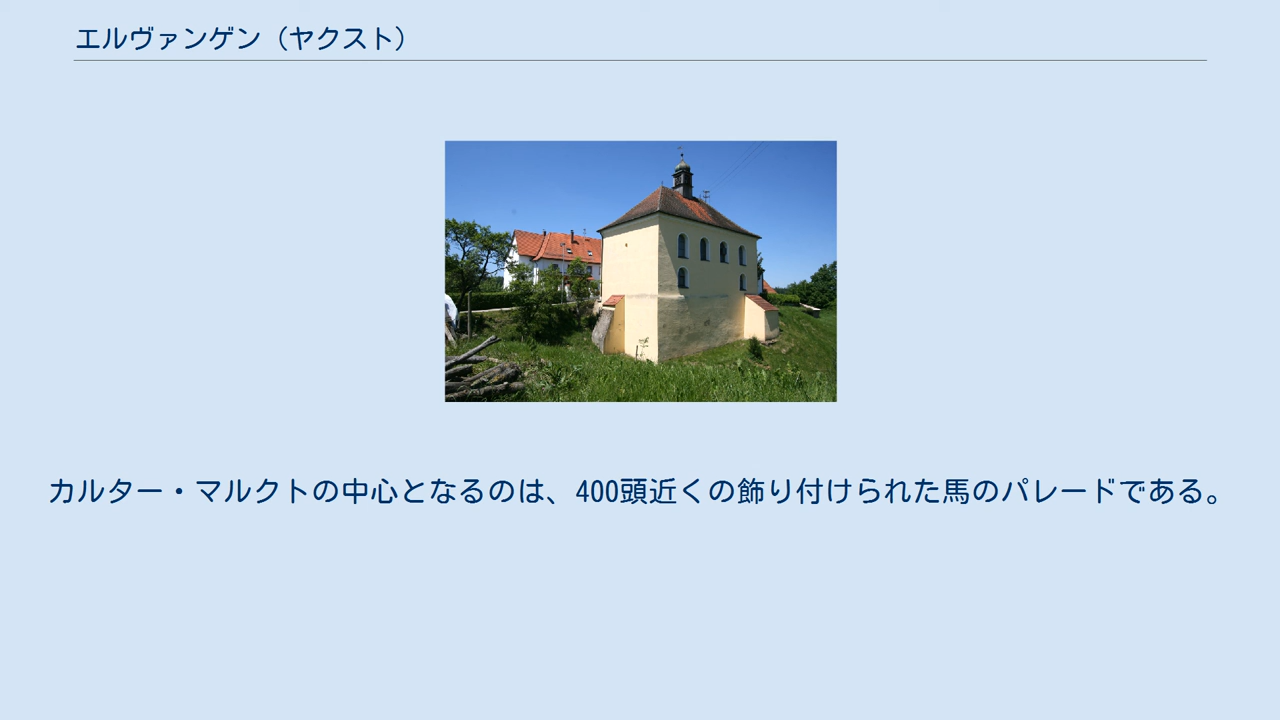 エルヴァンゲン（ヤクスト）
カルター・マルクトの中心となるのは、400頭近くの飾り付けられた馬のパレードである。